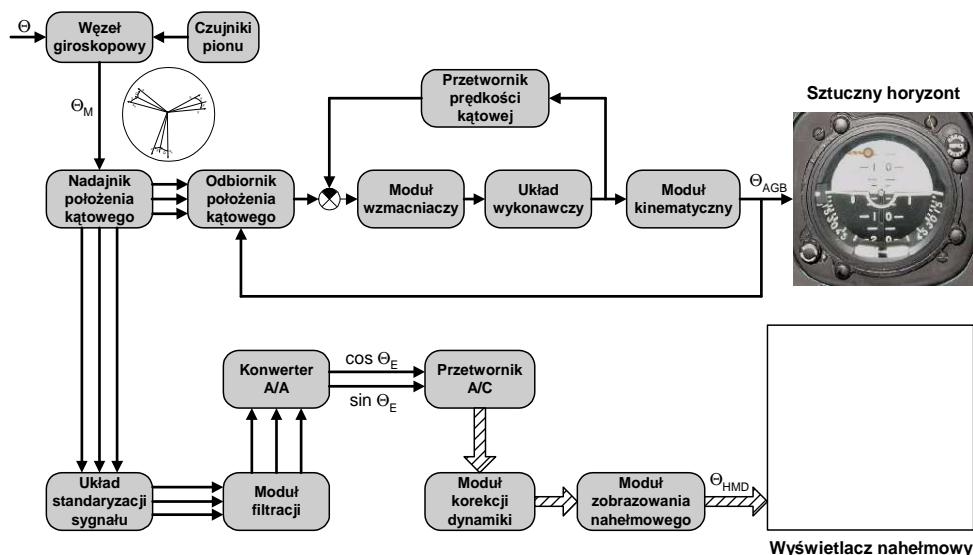 Θ
Węzeł
giroskopowy
Czujniki
pionu
Θ_M
Przetwornik
prędkości
kątowej
Sztuczny horyzont
Nadajnik
położenia
kątowego
Odbiornik
położenia
kątowego
Moduł
wzmacniaczy
Układ
wykonawczy
Moduł
kinematyczny
Θ_AGB
Konwerter
A/A
cos Θ_E
sin Θ_E
Przetwornik
A/C
Układ
standaryzacji
sygnału
Moduł
filtracji
Moduł
korekcji
dynamiki
Moduł
zobrazowania
nahełmowego
Θ_HMD
Wyświetlacz nahełmowy